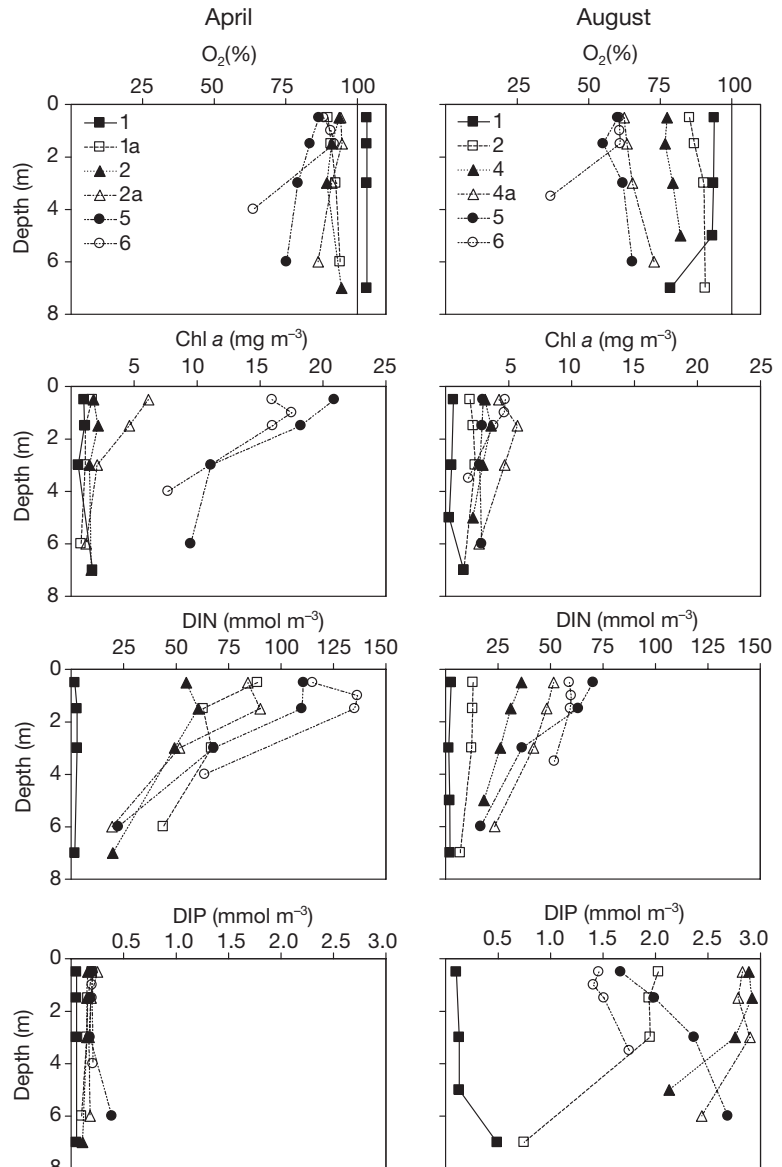 April August
O2(%) O2(%)
25 50 75 100 25 50 75 100
0
2
4
6
8
Depth (m)
1
1a
2
2a
5
6
1
2
4
4a
5
6
Chl a (mg m–3) Chl a (mg m–3)
5 10 15 20 25 5 10 15 20 25
0
2
4
6
8
Depth (m)
DIN (mmol m–3) DIN (mmol m–3)
25 50 75 100 125 150 25 50 70 100 125 150
0
2
4
6
8
Depth (m)
DIP (mmol m–3) DIP (mmol m–3)
0.5 1.0 1.5 2.0 2.5 3.0 0.5 1.0 1.5 2.0 2.5 3.0
0
2
4
6
8
Depth (m)